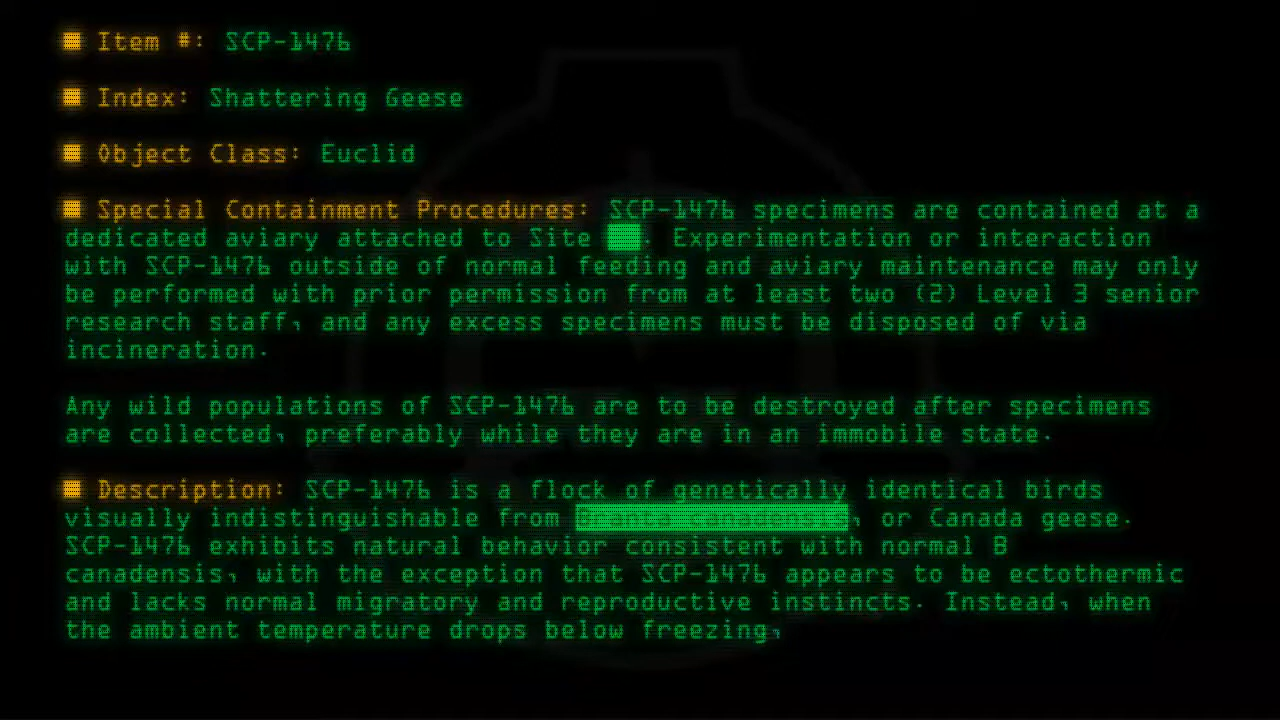 ■ Item #: SCP-1476
■ Index: Shattering Geese
■ Object Class: Euclid
■ Special Containment Procedures: SCP-1476 specimens are contained at a
dedicated aviary attached to Site ██. Experimentation or interaction
with SCP-1476 outside of normal feeding and aviary maintenance may only
be performed with prior permission from at least two (2) Level 3 senior
research staff, and any excess specimens must be disposed of via
incineration.
Any wild populations of SCP-1476 are to be destroyed after specimens
are collected, preferably while they are in an immobile state.
■ Description: SCP-1476 is a flock of genetically identical birds
visually indistinguishable from Branta canadensis, or Canada geese.
SCP-1476 exhibits natural behavior consistent with normal B
canadensis, with the exception that SCP-1476 appears to be ectothermic
and lacks normal migratory and reproductive instincts. Instead, when
the ambient temperature drops below freezing,